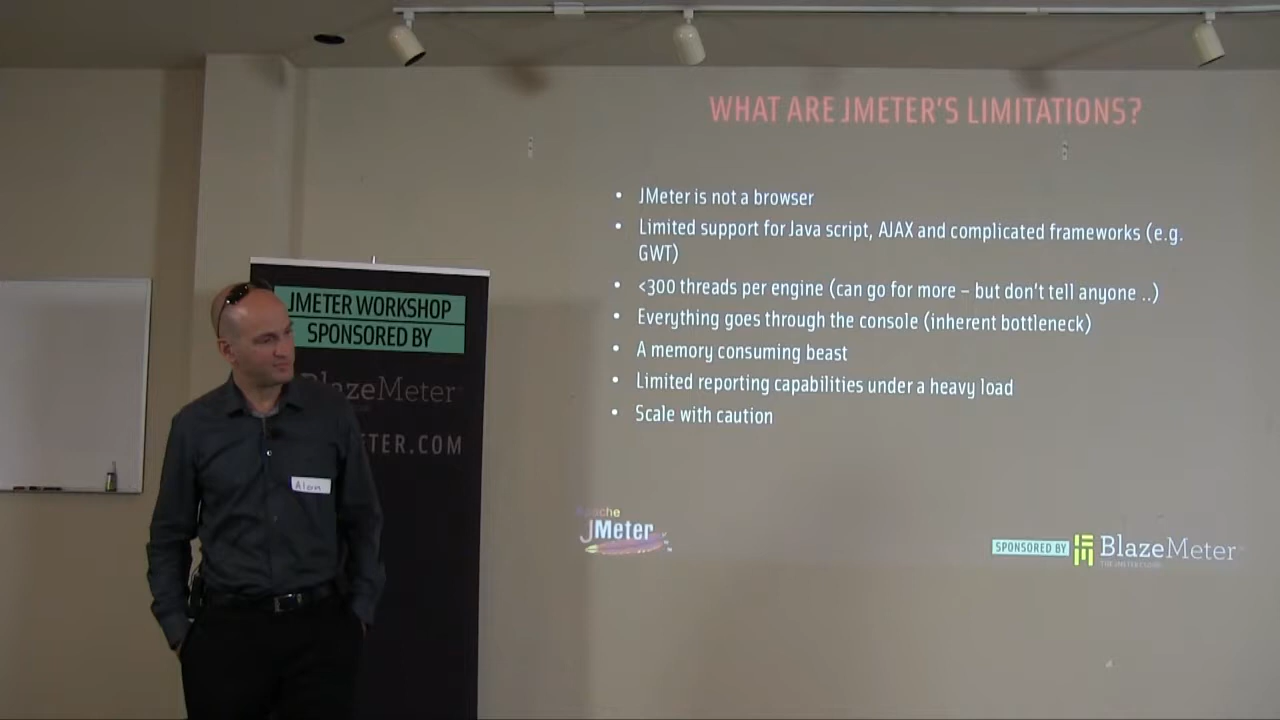 WHAT ARE JMETER'S LIMITATIONS?
• JMeter is not a browser
• Limited support for Java script, AJAX and complicated frameworks (e.g.
GWT)
• <300 threads per engine (can go for more – but don't tell anyone ..)
• Everything goes through the console (inherent bottleneck)
• A memory consuming beast
• Limited reporting capabilities under a heavy load
• Scale with caution
JMETER WORKSHOP
SPONSORED BY
BlazeMeter
ETER.COM
Apache
JMeter
SPONSORED BY
BlazeMeter